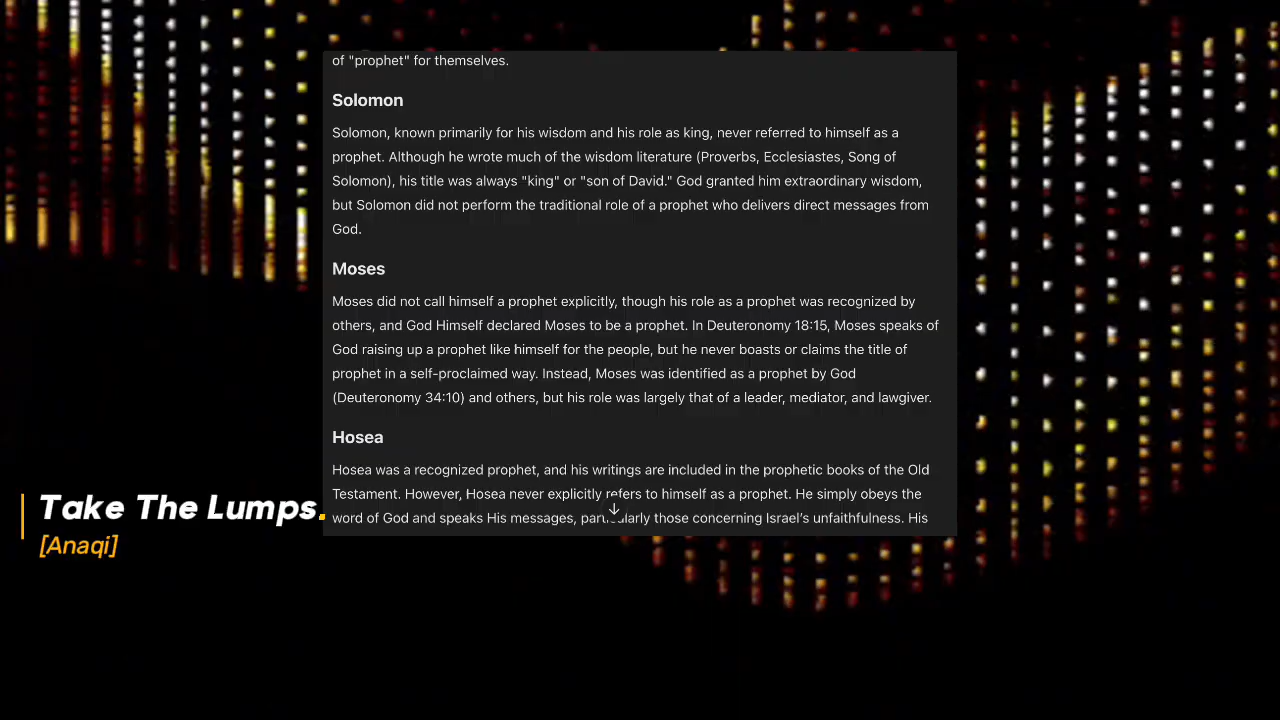 of "prophet" for themselves.
Solomon
Solomon, known primarily for his wisdom and his role as king, never referred to himself as a
prophet. Although he wrote much of the wisdom literature (Proverbs, Ecclesiastes, Song of
Solomon), his title was always "king" or "son of David." God granted him extraordinary wisdom,
but Solomon did not perform the traditional role of a prophet who delivers direct messages from
God.
Moses
Moses did not call himself a prophet explicitly, though his role as a prophet was recognized by
others, and God Himself declared Moses to be a prophet. In Deuteronomy 18:15, Moses speaks of
God raising up a prophet like himself for the people, but he never boasts or claims the title of
prophet in a self-proclaimed way. Instead, Moses was identified as a prophet by God
(Deuteronomy 34:10) and others, but his role was largely that of a leader, mediator, and lawgiver.
Hosea
Hosea was a recognized prophet, and his writings are included in the prophetic books of the Old
Testament. However, Hosea never explicitly refers to himself as a prophet. He simply obeys the
word of God and speaks His messages, particularly those concerning Israel’s unfaithfulness. His
Take The Lumps.
[Anaqi]